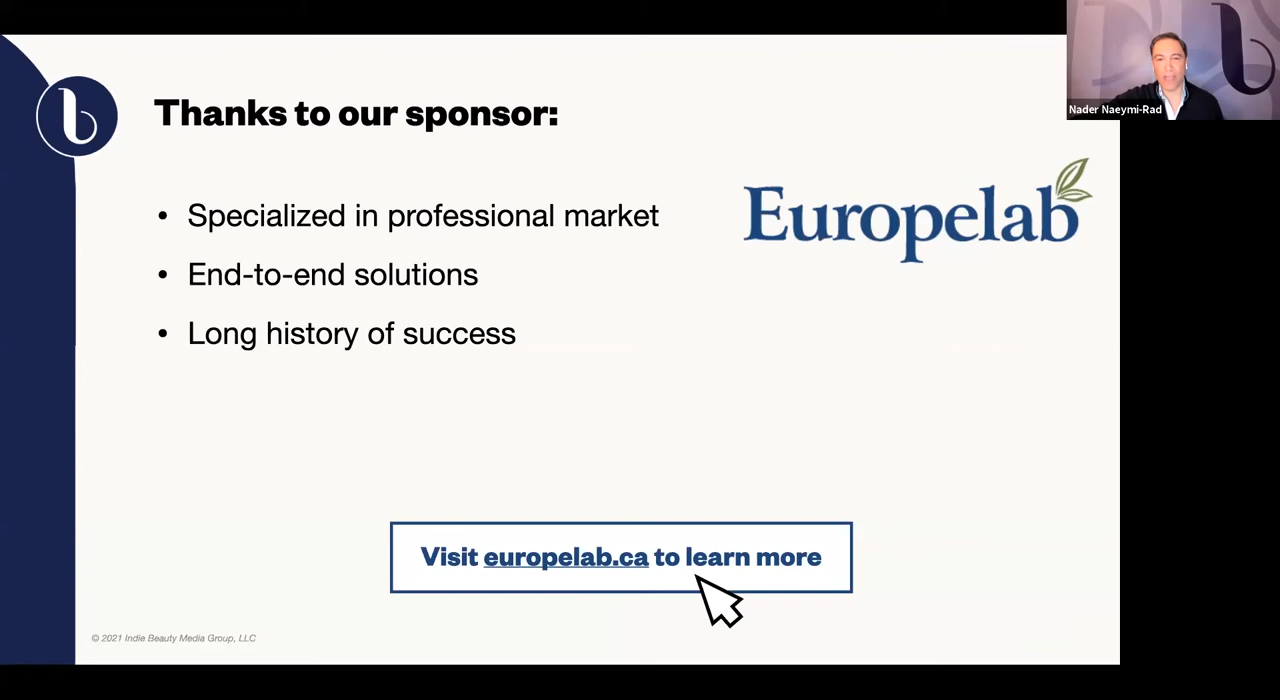 Thanks to our sponsor:
Europelab
• Specialized in professional market
• End-to-end solutions
• Long history of success
Visit europelab.ca to learn more
© 2021 Indie Beauty Media Group, LLC
Nader Naeymi-Rad